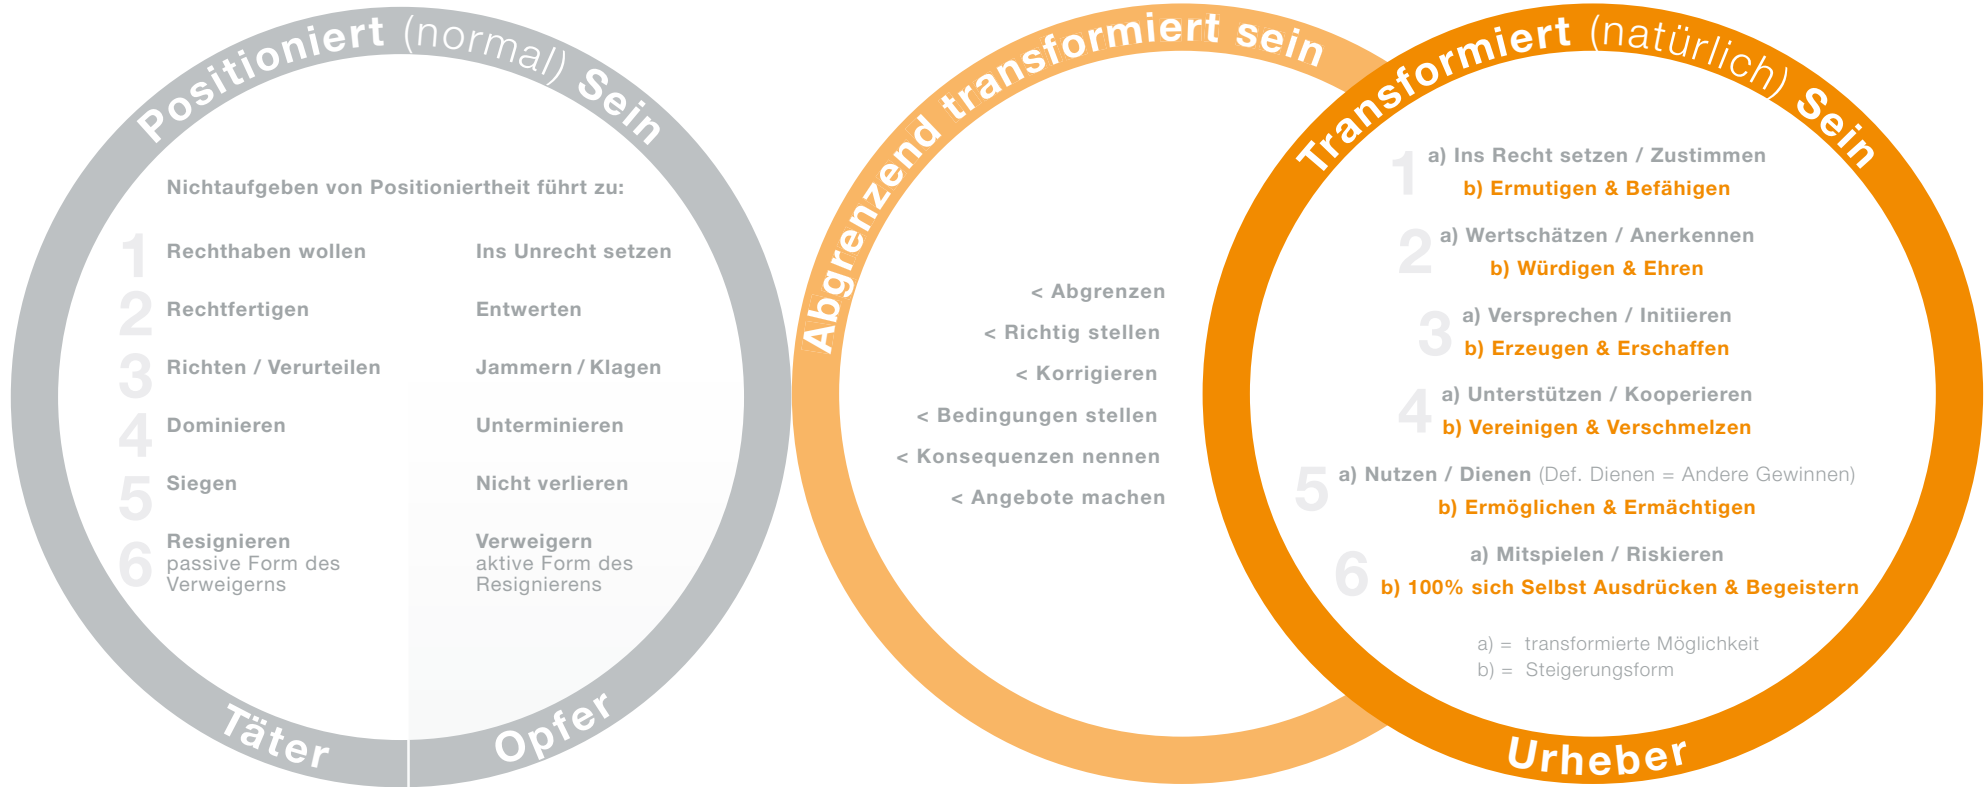 Positioniert (normal) Sein
Nichtaufgeben von Positioniertheit führt zu:
1 Rechthaben wollen Ins Unrecht setzen
2 Rechtfertigen Entwerten
3 Richten / Verurteilen Jammern / Klagen
4 Dominieren Unterminieren
5 Siegen Nicht verlieren
6 Resignieren Verweigern
passive Form des aktive Form des
Verweigerns Resignierens
Täter Opfer
Abgrenzend transformiert sein
< Abgrenzen
< Richtig stellen
< Korrigieren
< Bedingungen stellen
< Konsequenzen nennen
< Angebote machen
Transformiert (natürlich) Sein
1 a) Ins Recht setzen / Zustimmen
b) Ermutigen & Befähigen
2 a) Wertschätzen / Anerkennen
b) Würdigen & Ehren
3 a) Versprechen / Initiieren
b) Erzeugen & Erschaffen
4 a) Unterstützen / Kooperieren
b) Vereinigen & Verschmelzen
5 a) Nutzen / Dienen (Def. Dienen = Andere Gewinnen)
b) Ermöglichen & Ermächtigen
6 a) Mitspielen / Riskieren
b) 100% sich Selbst Ausdrücken & Begeistern
a) = transformierte Möglichkeit
b) = Steigerungsform
Urheber